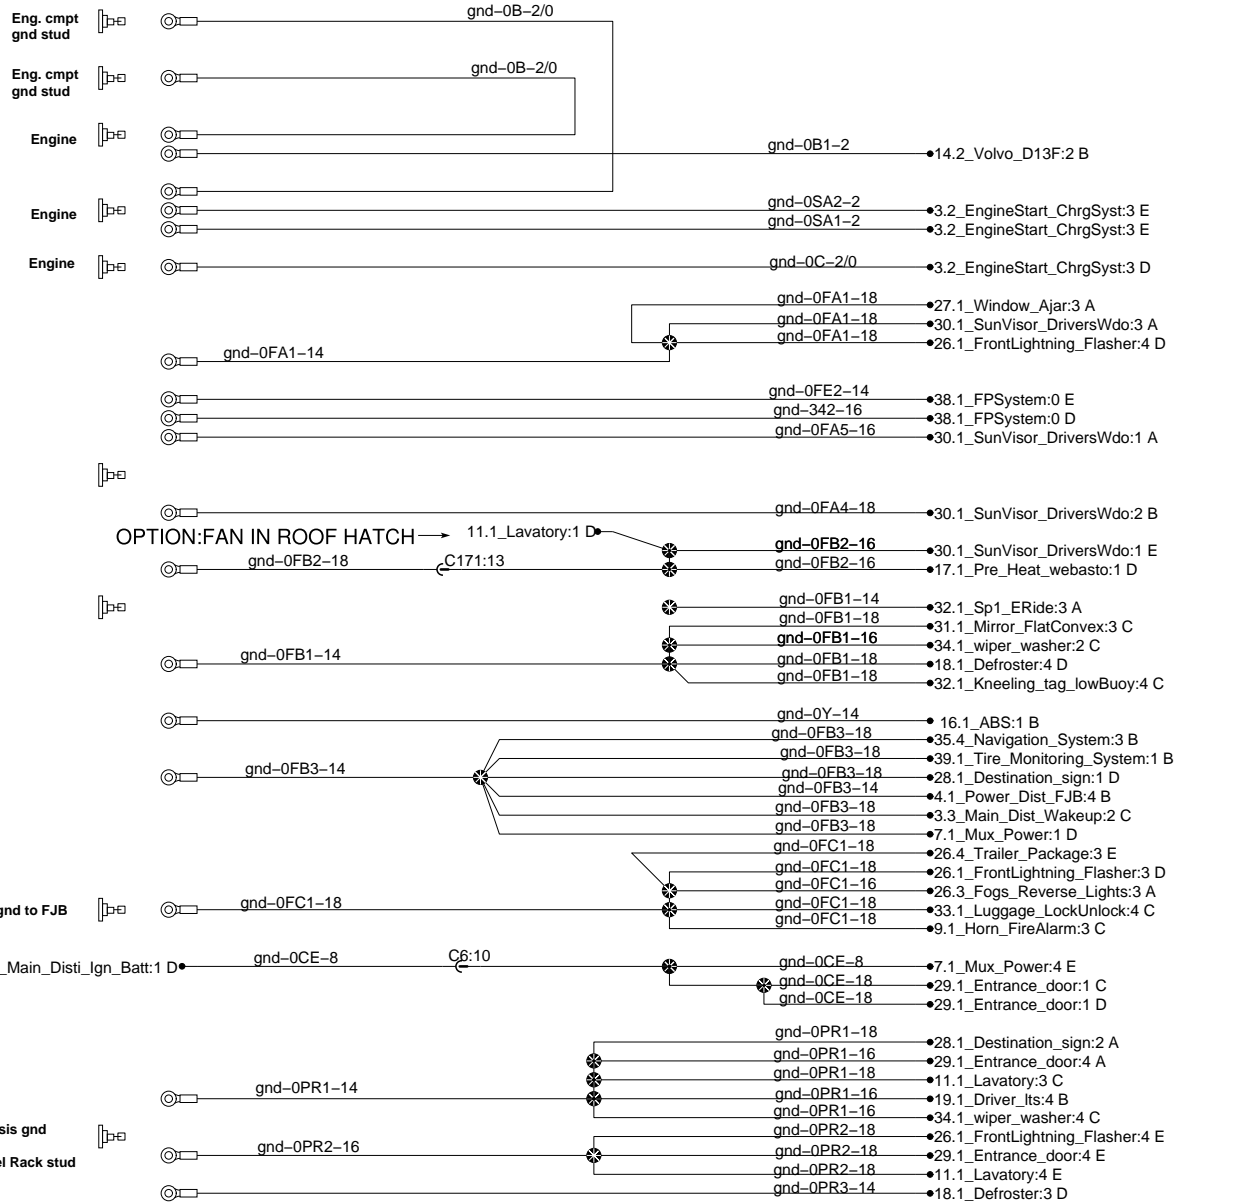 Eng. cmpt
gnd stud
gnd–0B–2/0
Eng. cmpt
gnd stud
gnd–0B–2/0
Engine
gnd–0B1–2
14.2_Volvo_D13F:2 B
Engine
gnd–0SA2–2
3.2_EngineStart_ChrgSyst:3 E
gnd–0SA1–2
3.2_EngineStart_ChrgSyst:3 E
Engine
gnd–0C–2/0
3.2_EngineStart_ChrgSyst:3 D
gnd–0FA1–18
27.1_Window_Ajar:3 A
gnd–0FA1–18
30.1_SunVisor_DriversWdo:3 A
gnd–0FA1–18
26.1_FrontLightning_Flasher:4 D
gnd–0FA1–14
gnd–0FE2–14
38.1_FPSystem:0 E
gnd–342–16
38.1_FPSystem:0 D
gnd–0FA5–16
30.1_SunVisor_DriversWdo:1 A
gnd–0FA4–18
30.1_SunVisor_DriversWdo:2 B
OPTION:FAN IN ROOF HATCH
11.1_Lavatory:1 D
gnd–0FB2–16
30.1_SunVisor_DriversWdo:1 E
gnd–0FB2–18
C171:13
gnd–0FB2–16
17.1_Pre_Heat_webasto:1 D
gnd–0FB1–14
32.1_Sp1_ERide:3 A
gnd–0FB1–18
31.1_Mirror_FlatConvex:3 C
gnd–0FB1–16
34.1_wiper_washer:2 C
gnd–0FB1–14
gnd–0FB1–18
18.1_Defroster:4 D
gnd–0FB1–18
32.1_Kneeling_tag_lowBuoy:4 C
gnd–0Y–14
16.1_ABS:1 B
gnd–0FB3–18
35.4_Navigation_System:3 B
gnd–0FB3–18
39.1_Tire_Monitoring_System:1 B
gnd–0FB3–14
gnd–0FB3–18
28.1_Destination_sign:1 D
gnd–0FB3–14
4.1_Power_Dist_FJB:4 B
gnd–0FB3–18
3.3_Main_Dist_Wakeup:2 C
gnd–0FB3–18
7.1_Mux_Power:1 D
gnd–0FC1–18
26.4_Trailer_Package:3 E
gnd–0FC1–18
26.1_FrontLightning_Flasher:3 D
gnd–0FC1–16
26.3_Fogs_Reverse_Lights:3 A
gnd to FJB
gnd–0FC1–18
gnd–0FC1–18
33.1_Luggage_LockUnlock:4 C
gnd–0FC1–18
9.1_Horn_FireAlarm:3 C
_Main_Disti_Ign_Batt:1 D
gnd–0CE–8
C6:10
gnd–0CE–8
7.1_Mux_Power:4 E
gnd–0CE–18
29.1_Entrance_door:1 C
gnd–0CE–18
29.1_Entrance_door:1 D
gnd–0PR1–18
28.1_Destination_sign:2 A
gnd–0PR1–16
29.1_Entrance_door:4 A
gnd–0PR1–18
11.1_Lavatory:3 C
gnd–0PR1–14
gnd–0PR1–16
19.1_Driver_lts:4 B
gnd–0PR1–16
34.1_wiper_washer:4 C
sis gnd
gnd–0PR2–18
26.1_FrontLightning_Flasher:4 E
el Rack stud
gnd–0PR2–16
gnd–0PR2–18
29.1_Entrance_door:4 E
gnd–0PR2–18
11.1_Lavatory:4 E
gnd–0PR3–14
18.1_Defroster:3 D